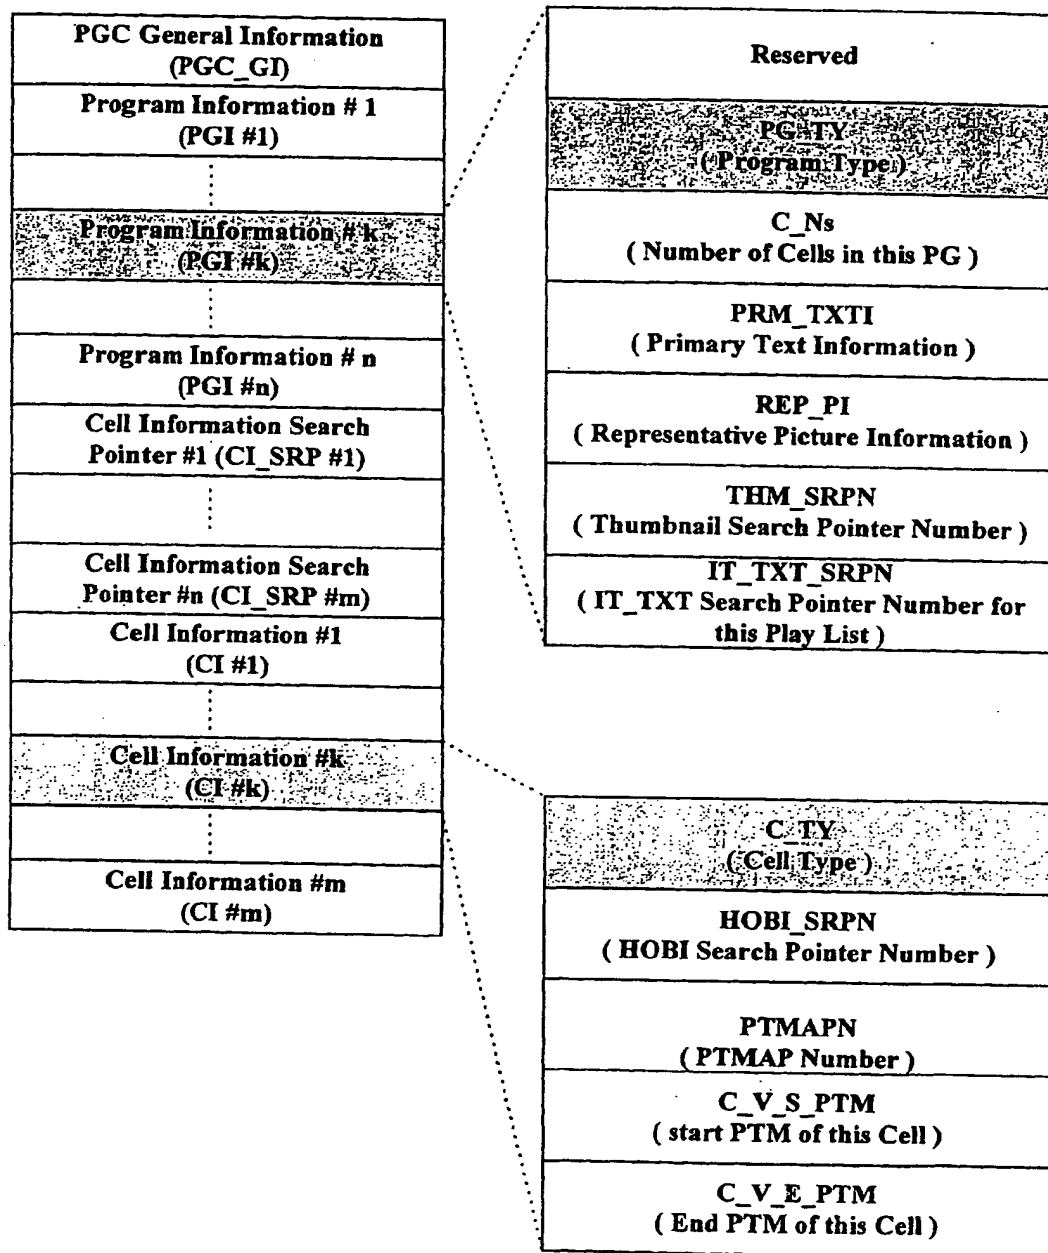 PGC General Information
(PGC_GI)
Program Information # 1
(PGI #1)
Program Information # k
(PGI #k)
Program Information # n
(PGI #n)
Cell Information Search
Pointer #1 (CI_SRP #1)
Cell Information Search
Pointer #n (CI_SRP #m)
Cell Information #1
(CI #1)
Cell Information #k
(CI #k)
Cell Information #m
(CI #m)
Reserved
PG_TY
( Program Type )
C_Ns
( Number of Cells in this PG )
PRM_TXTI
( Primary Text Information )
REP_PI
( Representative Picture Information )
THM_SRPN
( Thumbnail Search Pointer Number )
IT_TXT_SRPN
( IT_TXT Search Pointer Number for
this Play List )
C_TY
( Cell Type )
HOBI_SRPN
( HOBI Search Pointer Number )
PTMAPN
( PTMAP Number )
C_V_S_PTM
( start PTM of this Cell )
C_V_E_PTM
( End PTM of this Cell )